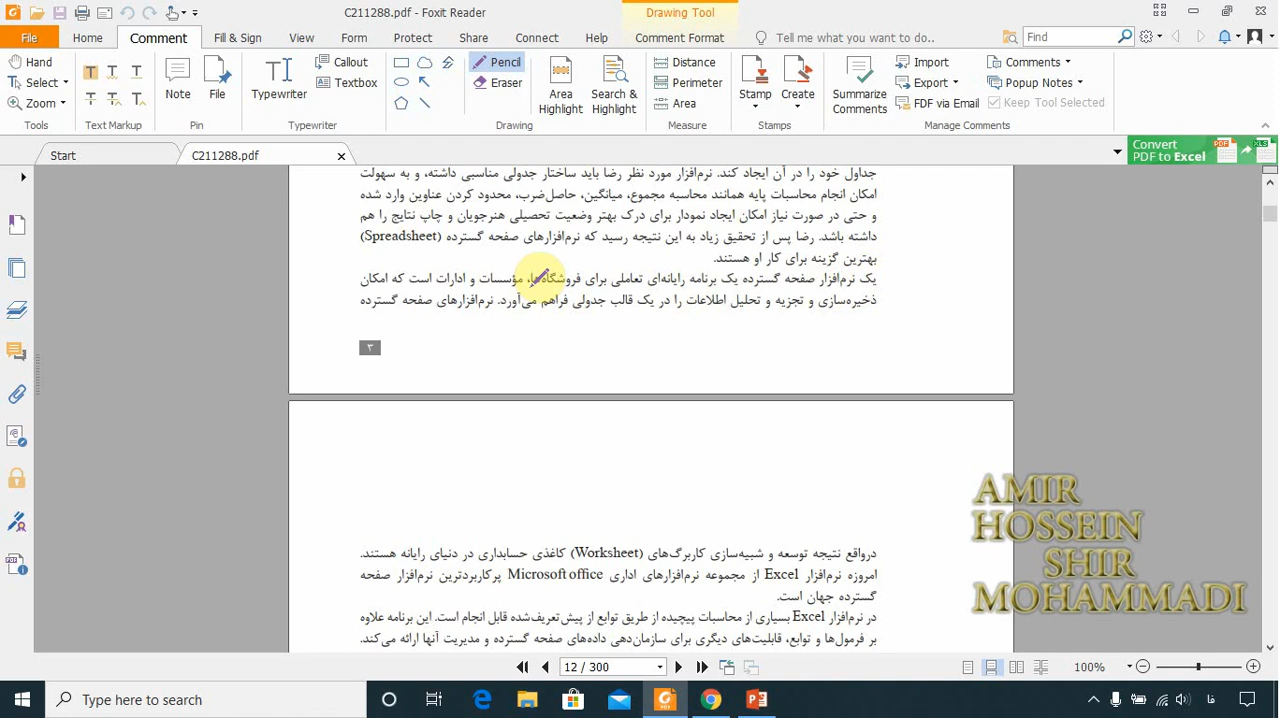 C211288.pdf - Foxit Reader
Drawing Tool
File Home Comment Fill & Sign View Form Protect Share Connect Help Comment Format
Tell me what you want to do..
Find
Hand
Select
Zoom
Tools
Text Markup
Note
File
Pin
Typewriter
Callout
Textbox
Typewriter
Pencil
Eraser
Area Highlight
Search & Highlight
Drawing
Distance
Perimeter
Area
Measure
Stamp
Create
Stamps
Summarize Comments
Import
Export
FDF via Email
Comments
Popup Notes
Keep Tool Selected
Manage Comments
Start
C211288.pdf
Convert
PDF to Excel
PDF
XLS
جداول خود را در آن ایجاد کند. نرم‌افزار مورد نظر رضا باید ساختار جدولی مناسبی داشته، و به سهولت
امکان انجام محاسبات پایه همانند محاسبه مجموع، میانگین، حاصل‌ضرب، محدود کردن عناوین وارد شده
و حتی در صورت نیاز امکان ایجاد نمودار برای درک بهتر وضعیت تحصیلی هنرجویان و چاپ نتایج را هم
داشته باشد. رضا پس از تحقیق زیاد به این نتیجه رسید که نرم‌افزارهای صفحه گسترده (Spreadsheet)
بهترین گزینه برای کار او هستند.
یک نرم‌افزار صفحه گسترده یک برنامه رایانه‌ای تعاملی برای فروشگاه‌ها، مؤسسات و ادارات است که امکان
ذخیره‌سازی و تجزیه و تحلیل اطلاعات را در یک قالب جدولی فراهم می‌آورد. نرم‌افزارهای صفحه گسترده
۳
درواقع نتیجه توسعه و شبیه‌سازی کاربرگ‌های (Worksheet) کاغذی حسابداری در دنیای رایانه هستند.
امروزه نرم‌افزار Excel از مجموعه نرم‌افزارهای اداری Microsoft office پرکاربردترین نرم‌افزار صفحه
گسترده جهان است.
در نرم‌افزار Excel بسیاری از محاسبات پیچیده از طریق توابع از پیش تعریف‌شده قابل انجام است. این برنامه علاوه
بر فرمول‌ها و توابع، قابلیت‌های دیگری برای سازمان‌دهی داده‌های صفحه گسترده و مدیریت آنها ارائه می‌کند.
AMIR
HOSSEIN
SHIR
MOHAMMADI
12 / 300
100%
Type here to search
فا